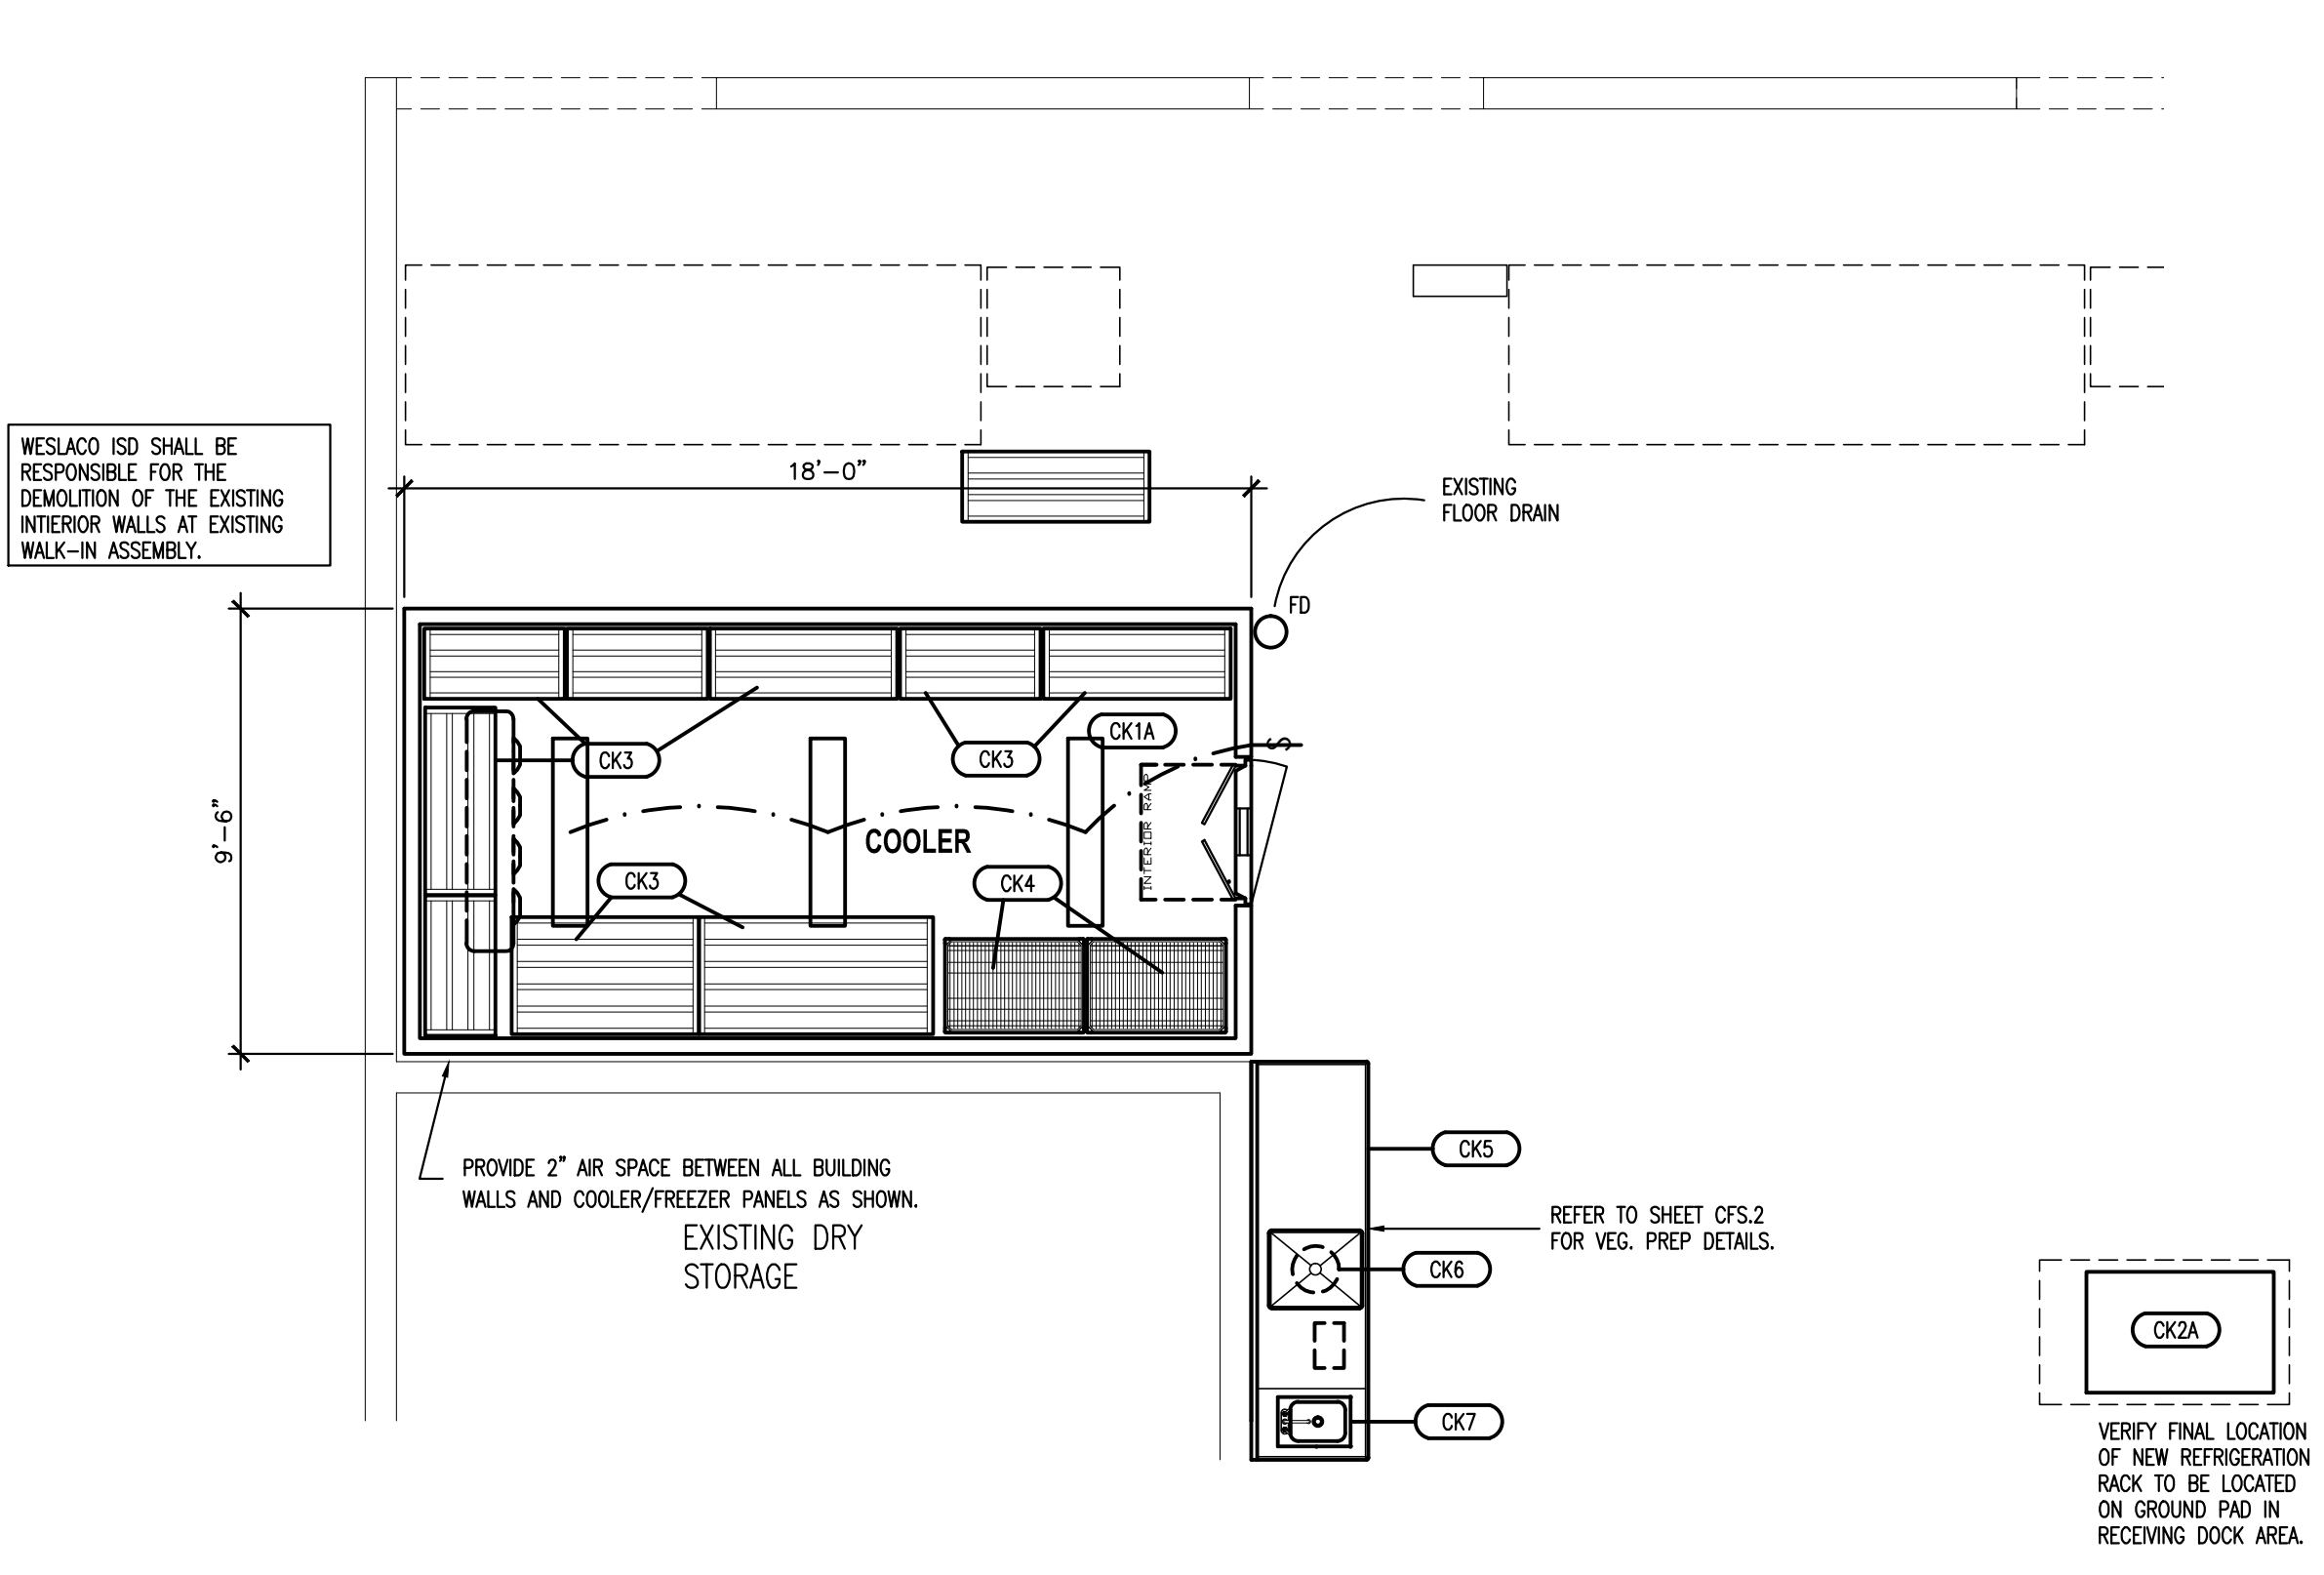 18'-0"
WESLACO ISD SHALL BE
RESPONSIBLE FOR THE
DEMOLITION OF THE EXISTING
INTIERIOR WALLS AT EXISTING
WALK-IN ASSEMBLY.
EXISTING
FLOOR DRAIN
FD
CK1A
S
CK3
CK3
INTERIOR RAMP
9'-6"
COOLER
CK3
CK4
CK5
PROVIDE 2" AIR SPACE BETWEEN ALL BUILDING
WALLS AND COOLER/FREEZER PANELS AS SHOWN.
EXISTING DRY
STORAGE
REFER TO SHEET CFS.2
FOR VEG. PREP DETAILS.
CK6
CK2A
CK7
VERIFY FINAL LOCATION
OF NEW REFRIGERATION
RACK TO BE LOCATED
ON GROUND PAD IN
RECEIVING DOCK AREA.